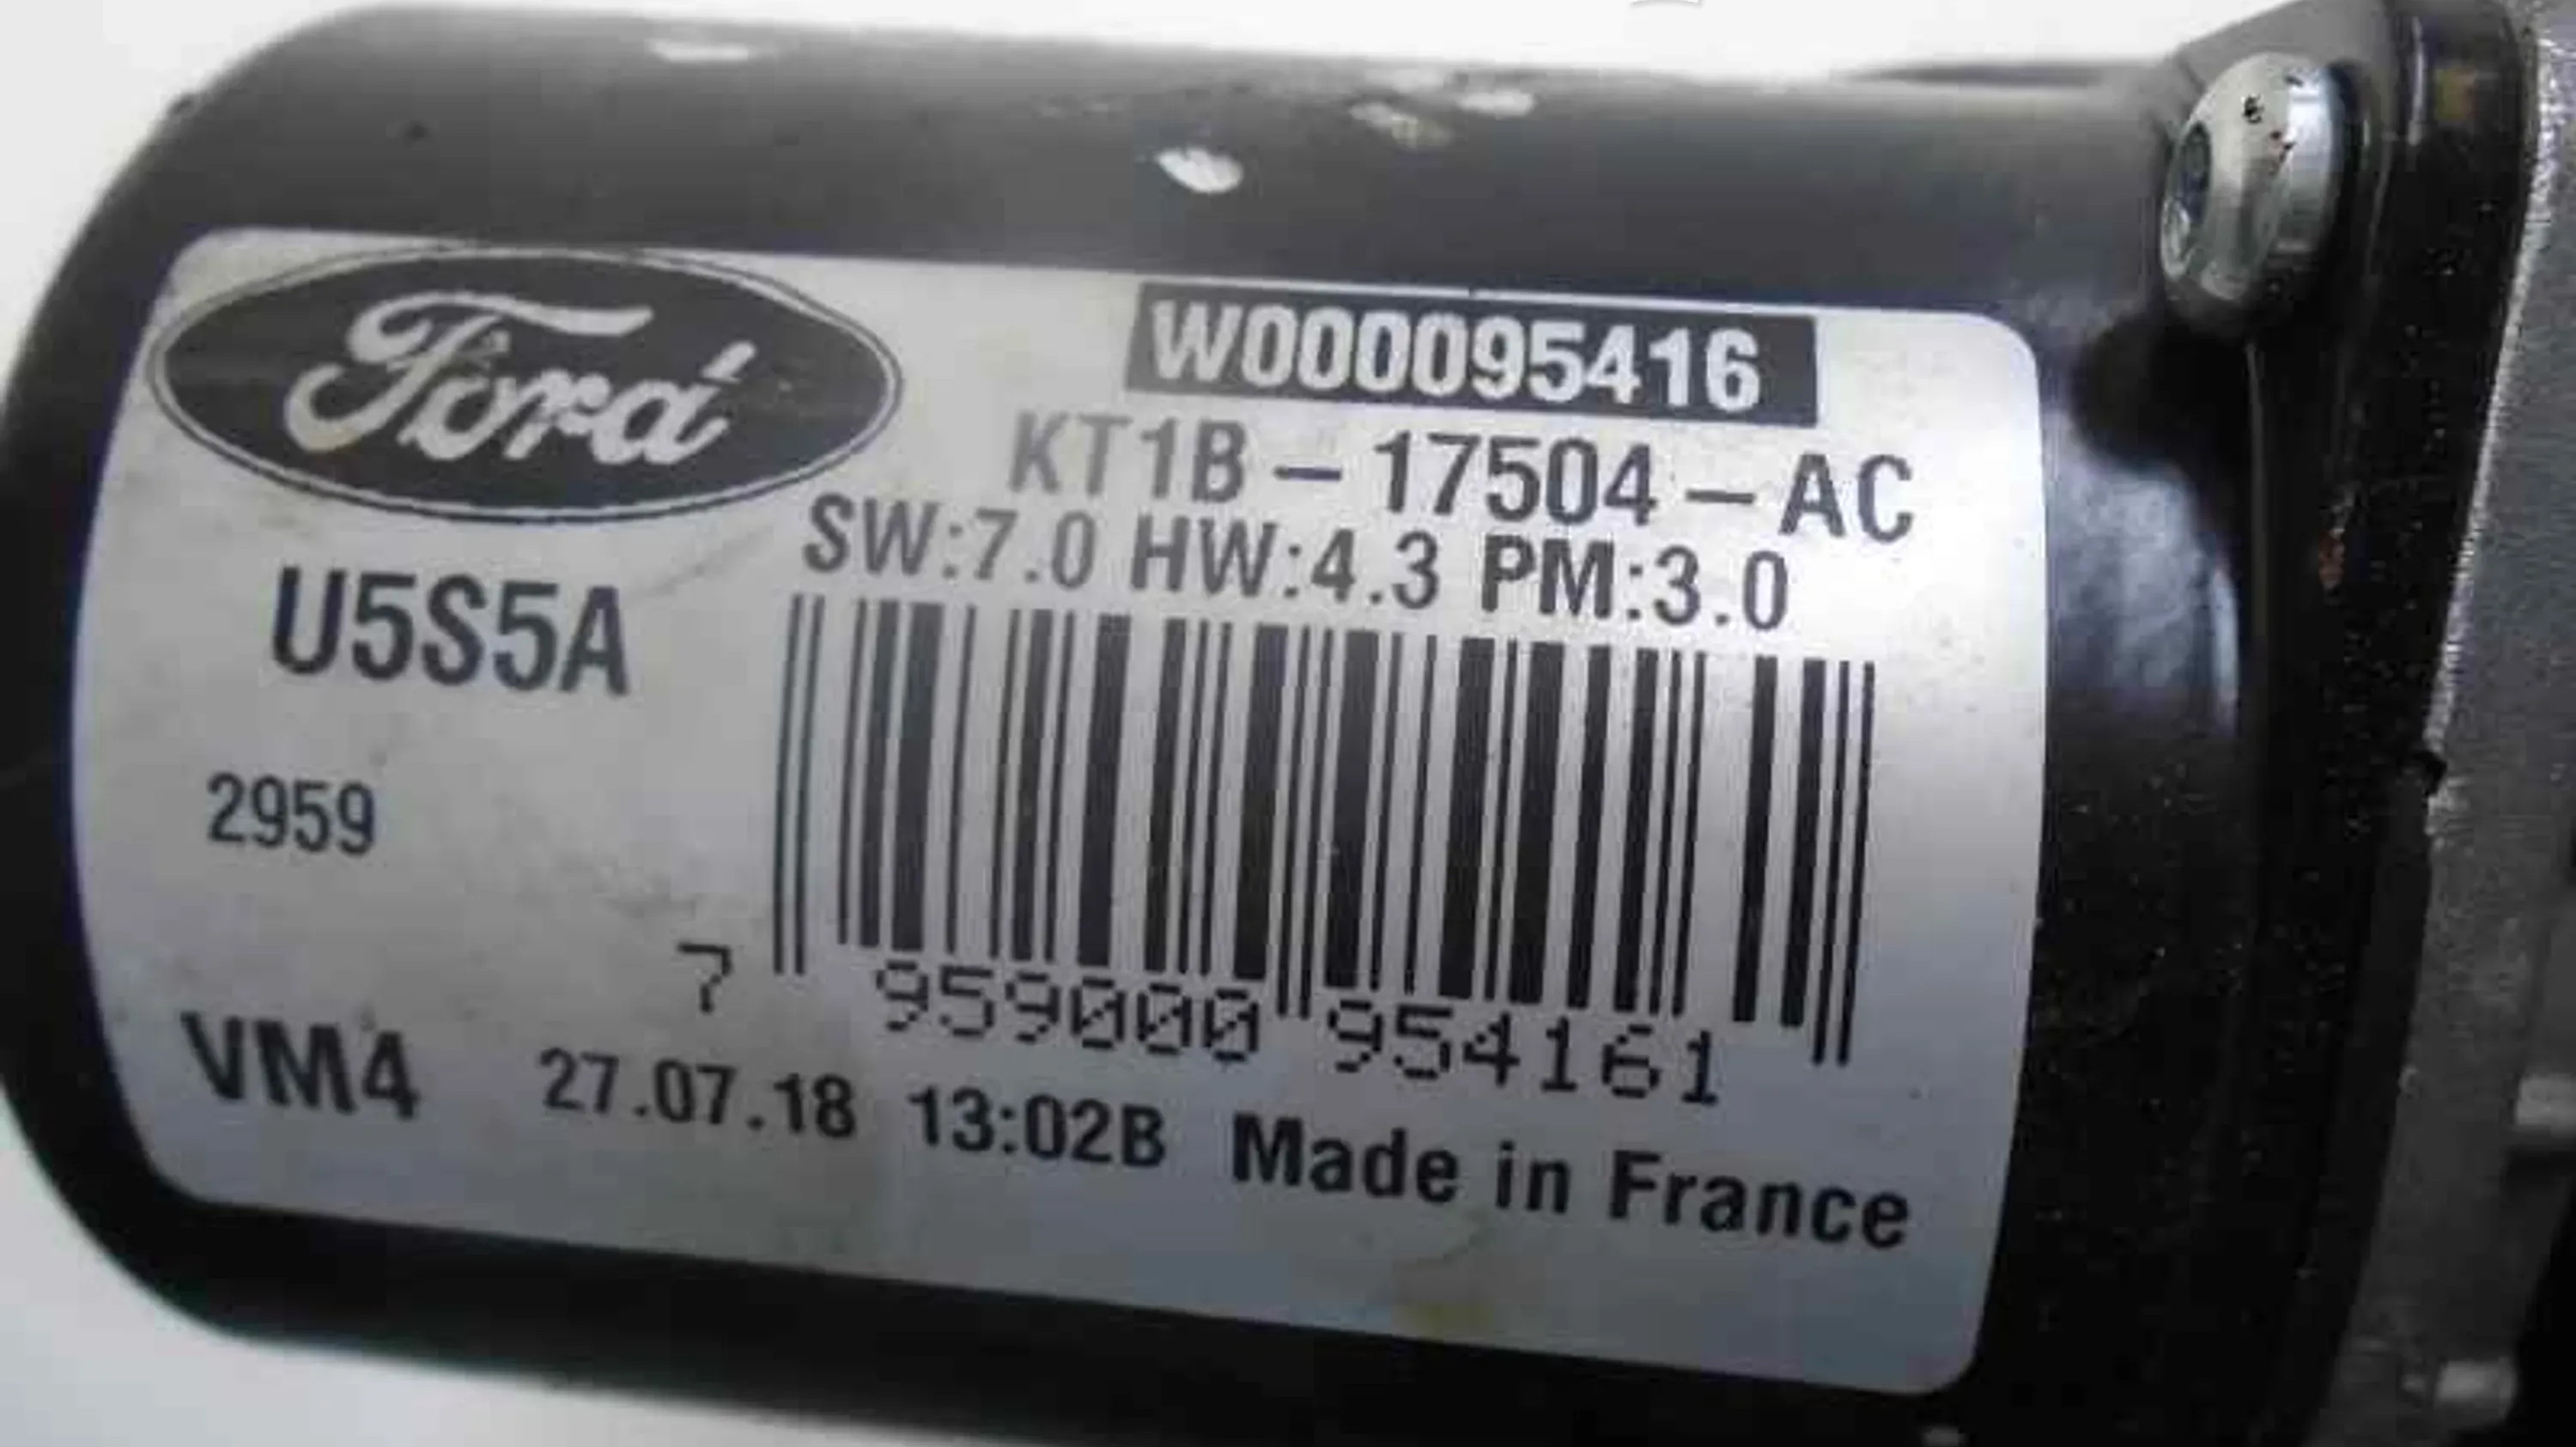 Ford
W000095416
KT1B – 17504 – AC
SW:7.0 HW:4.3 PM:3.0
U5S5A
2959
7 959000 954161
VM4 27.07.18 13:02B Made in France